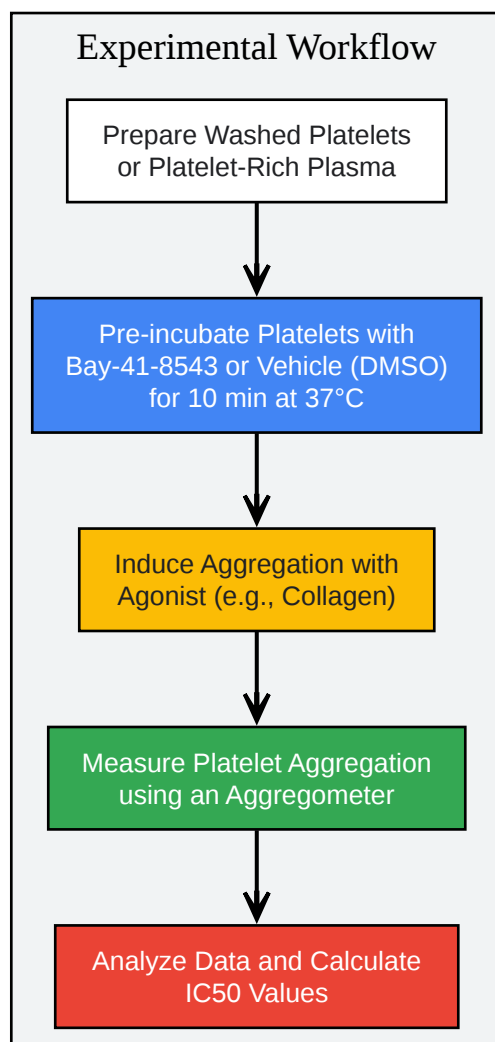 Experimental Workflow
Prepare Washed Platelets
or Platelet-Rich Plasma
Pre-incubate Platelets with
Bay-41-8543 or Vehicle (DMSO)
for 10 min at 37°C
Induce Aggregation with
Agonist (e.g., Collagen)
Measure Platelet Aggregation
using an Aggregometer
Analyze Data and Calculate
IC50 Values